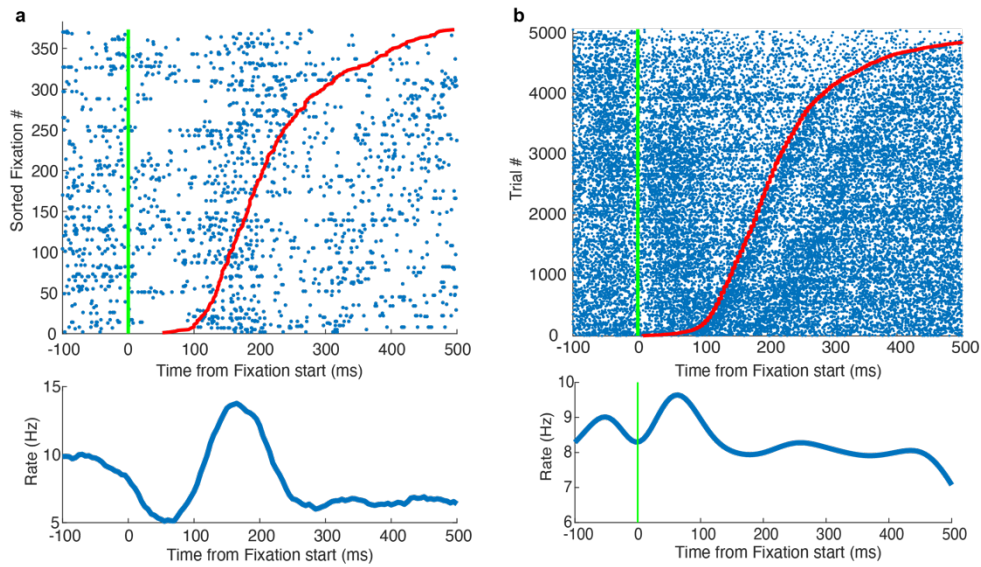 a
Sorted Fixation #
350
300
250
200
150
100
50
0
-100 0 100 200 300 400 500
Time from Fixation start (ms)
Rate (Hz)
15
10
5
-100 0 100 200 300 400 500
Time from Fixation start (ms)
b
Trial #
5000
4000
3000
2000
1000
0
-100 0 100 200 300 400 500
Time from Fixation start (ms)
Rate (Hz)
10
9
8
7
6
-100 0 100 200 300 400 500
Time from Fixation start (ms)